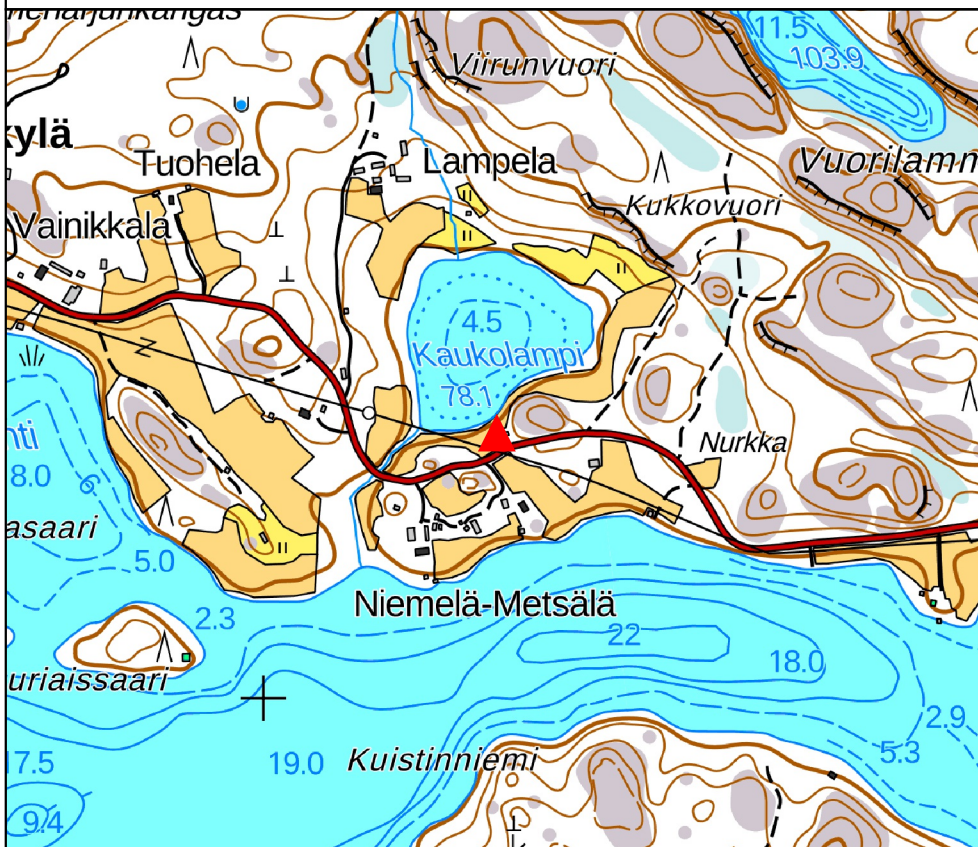 11.5
103.9
Viirunvuori
kylä
Tuohela
Lampela
Vuorilamm
Kukkovuori
Vainikkala
4.5
Kaukolampi
78.1
Nurkka
nti
8.0
6
asaari
5.0
Niemelä-Metsälä
2.3
22
18.0
uriaissaari
2.9
5.3
17.5
19.0
Kuistinniemi
9.4